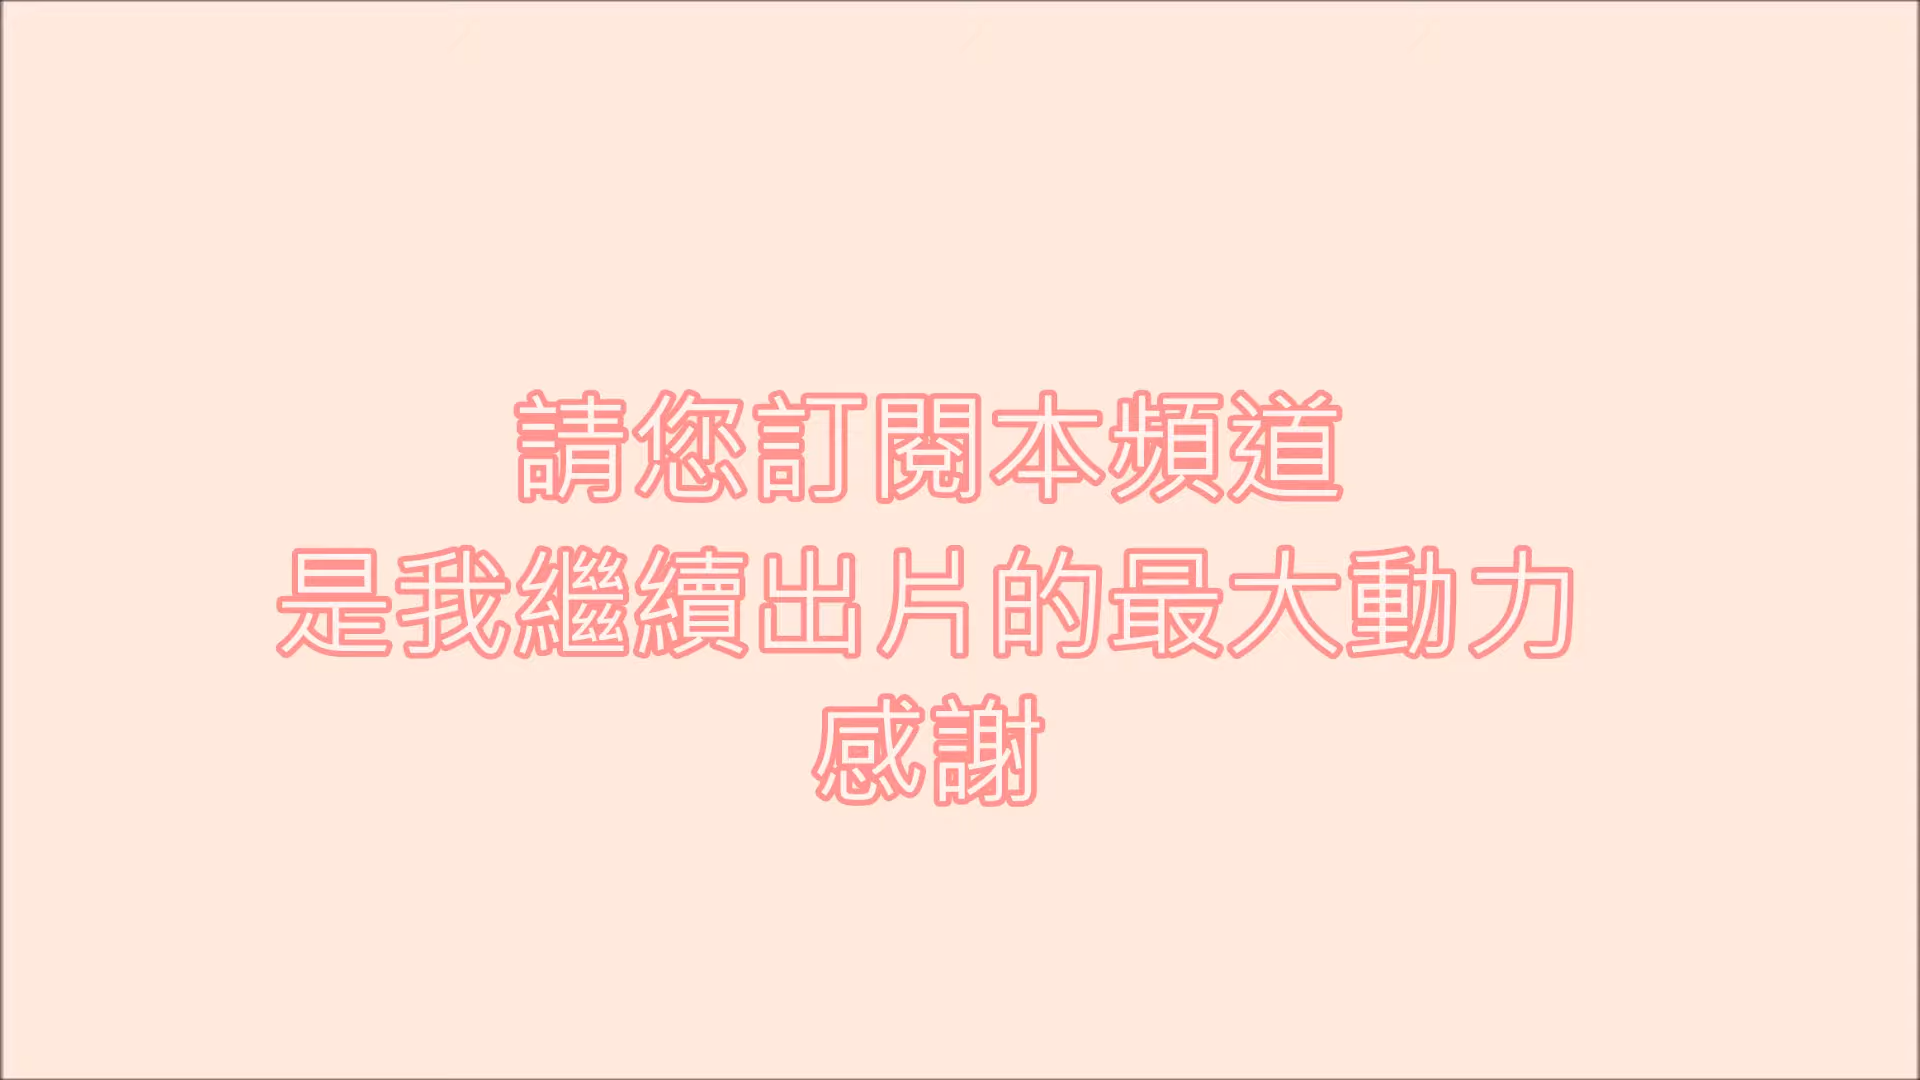 請您訂閱本頻道
是我繼續出片的最大動力
感謝